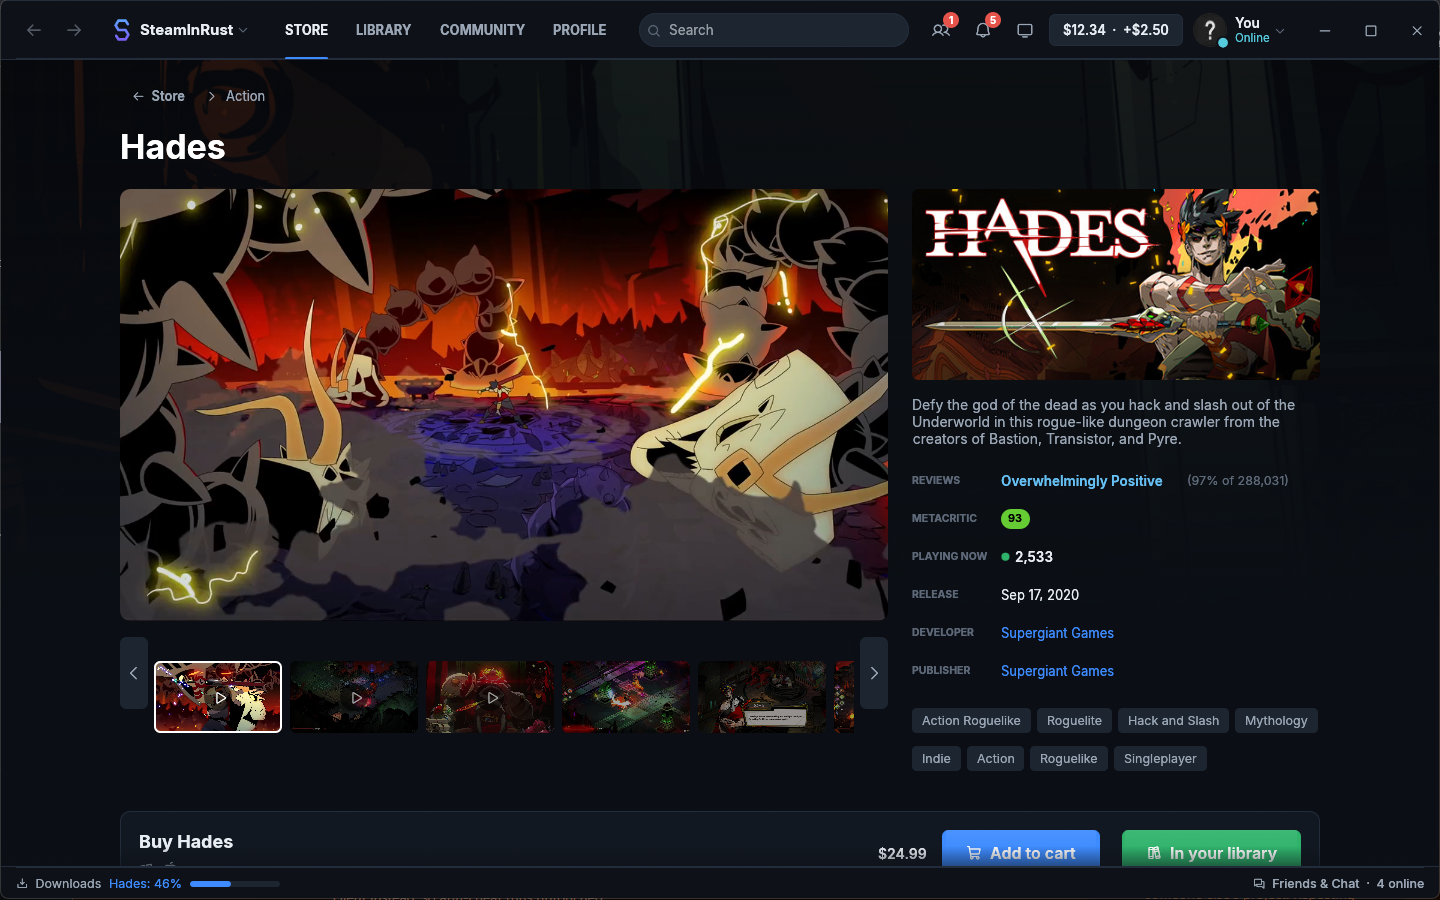 SteamInRust
STORE
LIBRARY
COMMUNITY
PROFILE
Search
1
5
$12.34 · +$2.50
?
You
Online
Store
Action
Hades
HADES
Defy the god of the dead as you hack and slash out of the
Underworld in this rogue-like dungeon crawler from the
creators of Bastion, Transistor, and Pyre.
REVIEWS Overwhelmingly Positive (97% of 288,031)
METACRITIC 93
PLAYING NOW 2,533
RELEASE Sep 17, 2020
DEVELOPER Supergiant Games
PUBLISHER Supergiant Games
Action Roguelike Roguelite Hack and Slash Mythology
Indie Action Roguelike Singleplayer
Buy Hades
$24.99
Add to cart
In your library
Downloads Hades: 46%
Friends & Chat · 4 online